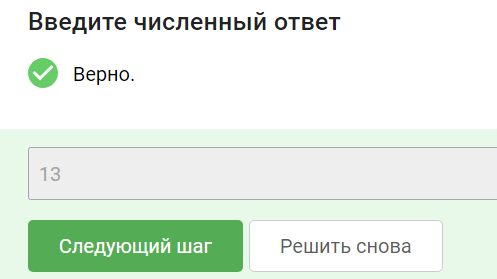 Введите численный ответ
Верно.
13
Следующий шаг
Решить снова